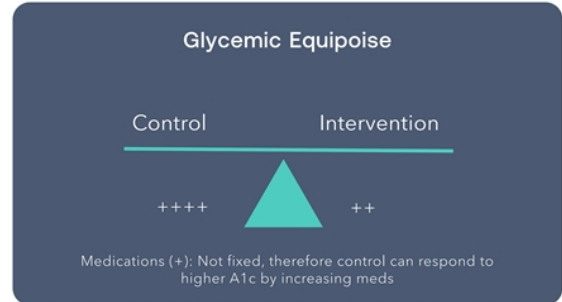 Glycemic Equipoise
Control Intervention
++++ ++
Medications (+): Not fixed, therefore control can respond to
higher A1c by increasing meds